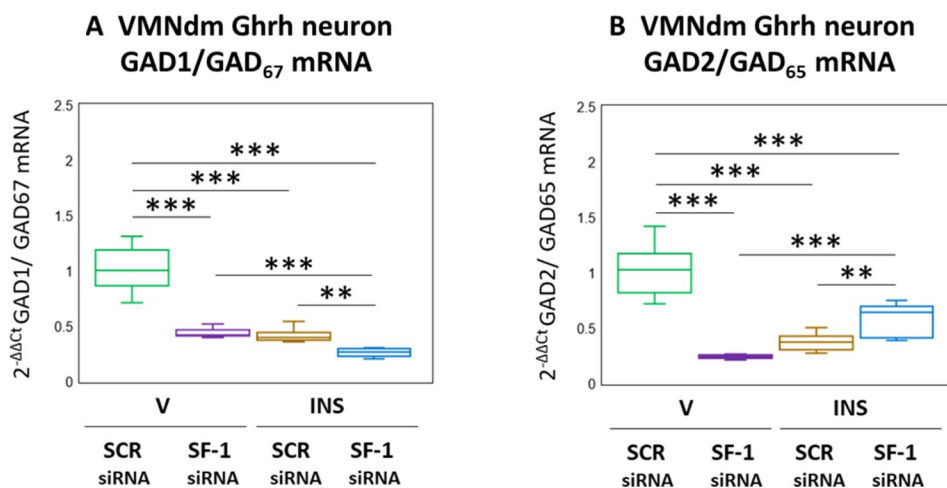 A VMNdm Ghrh neuron
GAD1/GAD67 mRNA
2-ΔΔCt GAD1/ GAD67 mRNA
2.5
2
1.5
1
0.5
0
***
***
***
***
**
V
INS
SCR
siRNA
SF-1
siRNA
SCR
siRNA
SF-1
siRNA
B VMNdm Ghrh neuron
GAD2/GAD65 mRNA
2-ΔΔCt GAD2/ GAD65 mRNA
2.5
2
1.5
1
0.5
0
***
***
***
***
**
V
INS
SCR
siRNA
SF-1
siRNA
SCR
siRNA
SF-1
siRNA